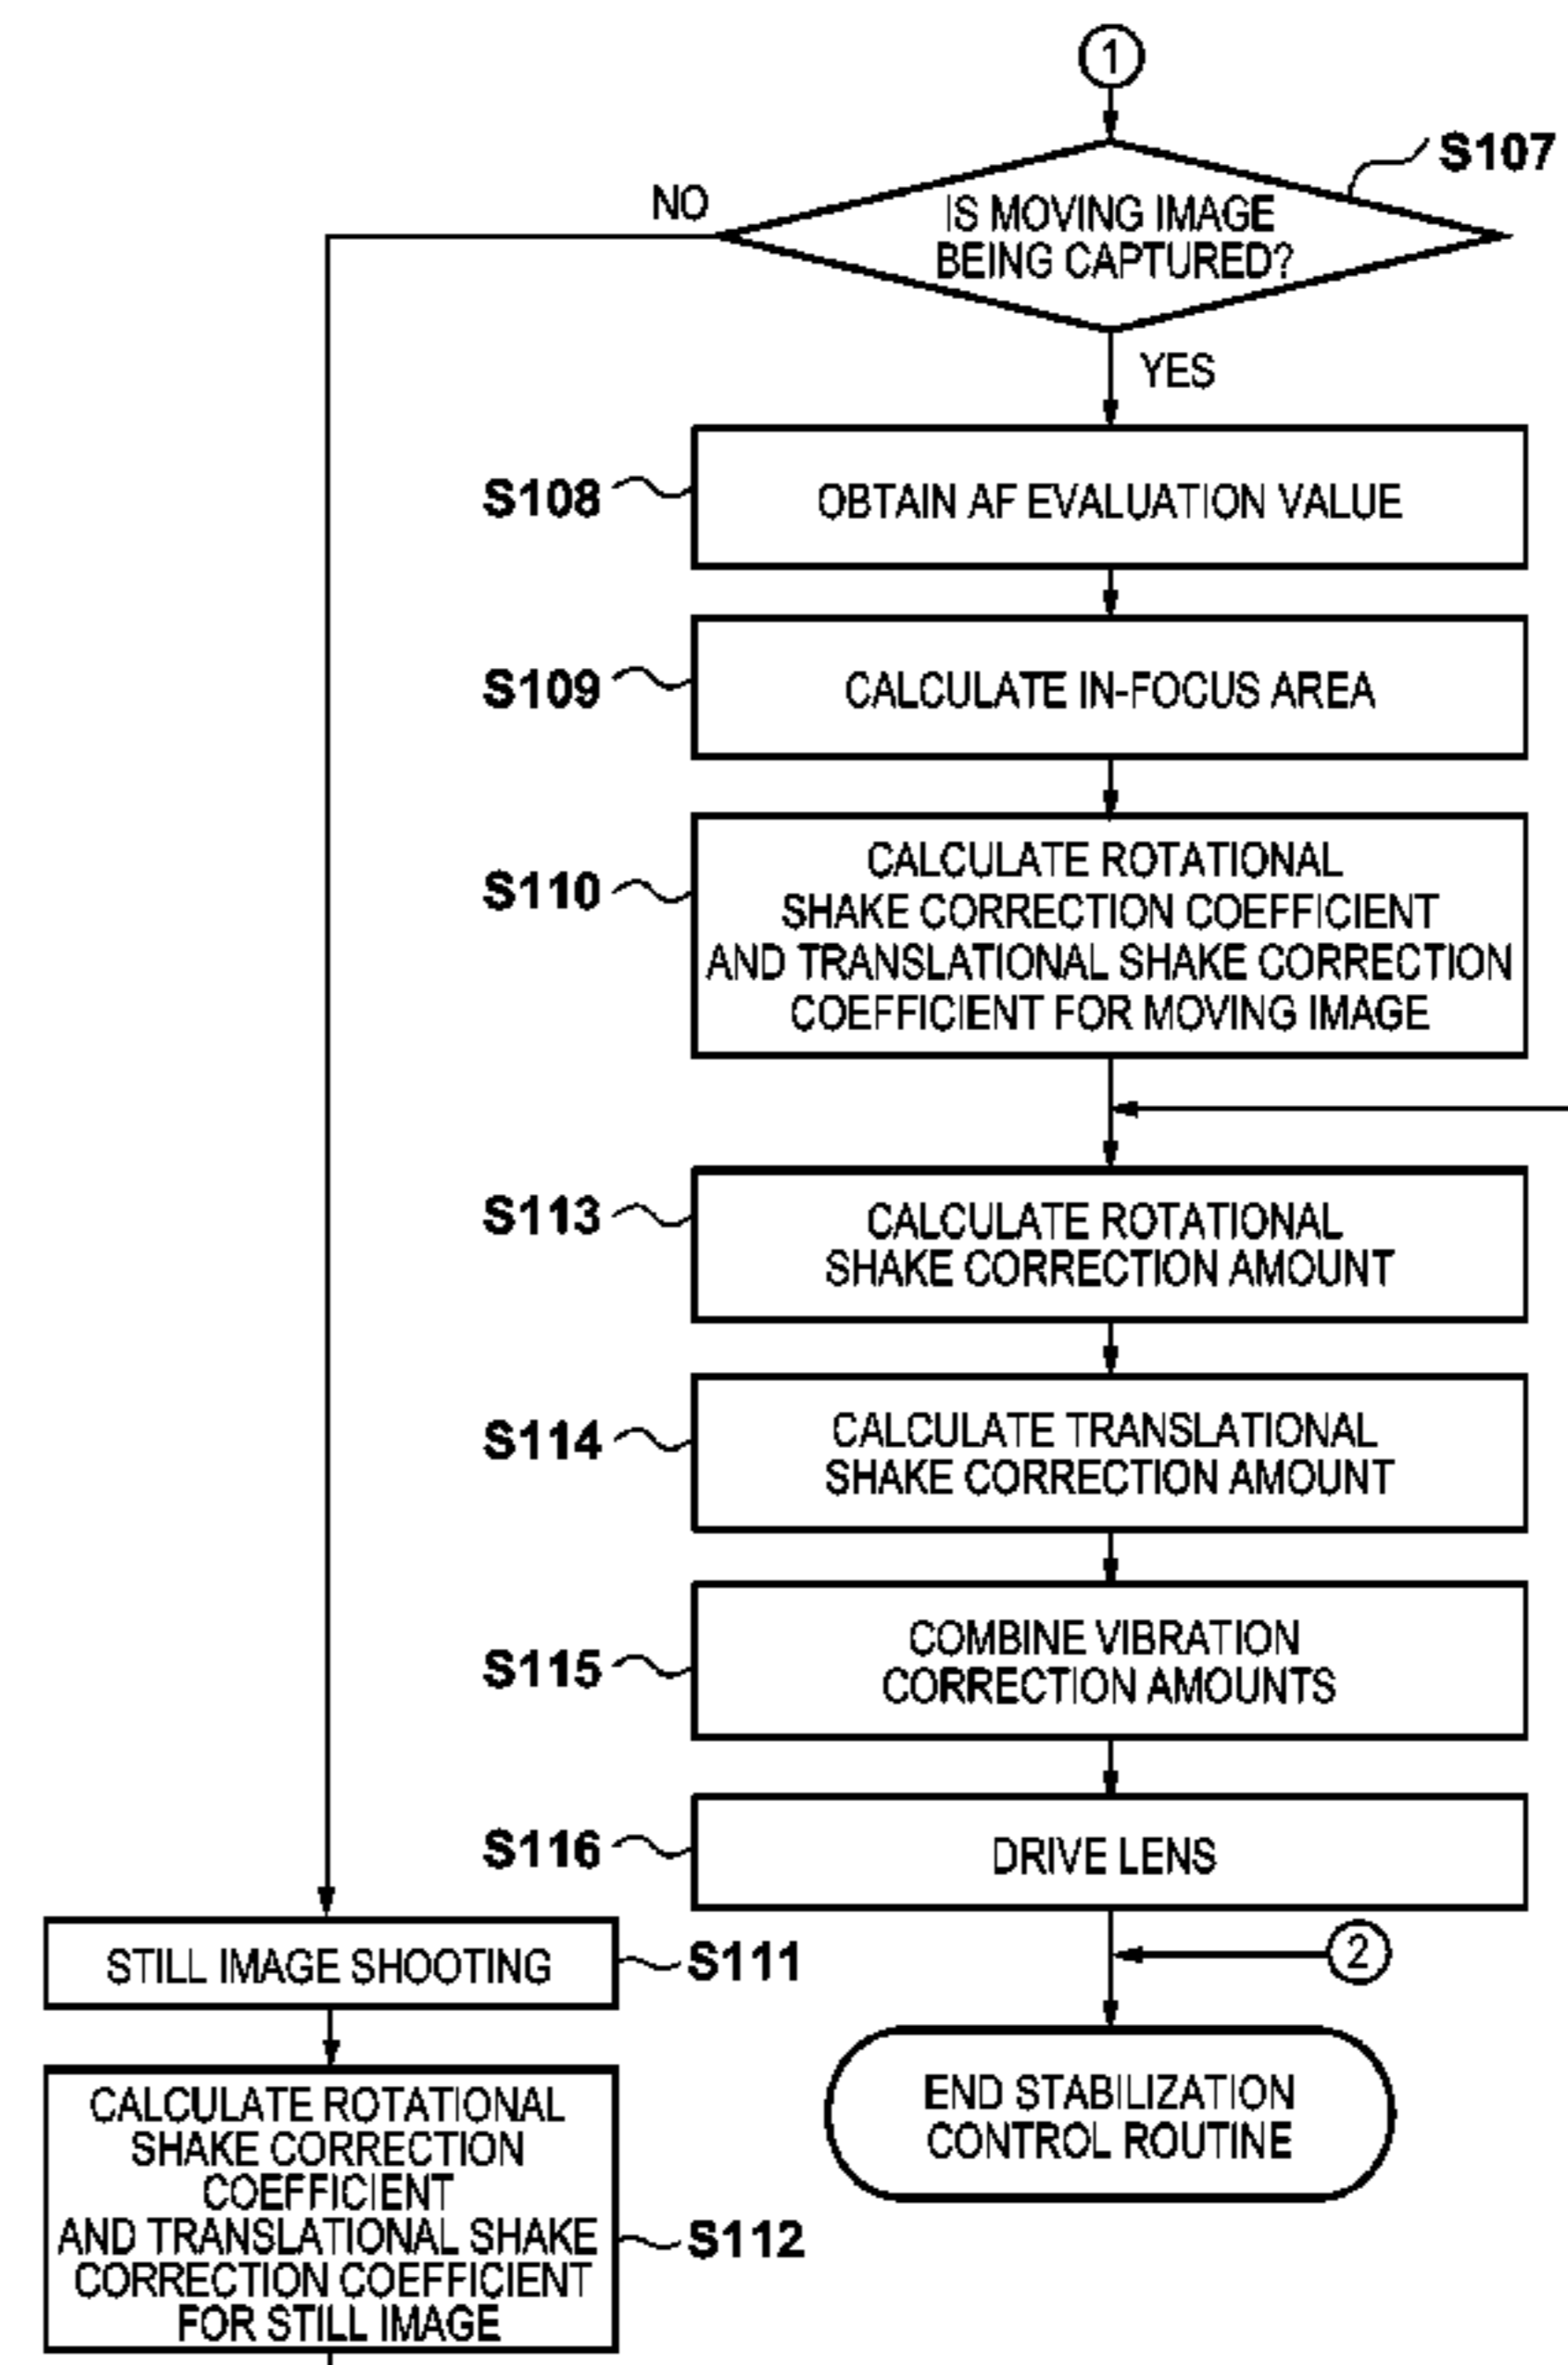 1
S107
NO
IS MOVING IMAGE
BEING CAPTURED?
YES
S108
OBTAIN AF EVALUATION VALUE
S109
CALCULATE IN-FOCUS AREA
S110
CALCULATE ROTATIONAL
SHAKE CORRECTION COEFFICIENT
AND TRANSLATIONAL SHAKE CORRECTION
COEFFICIENT FOR MOVING IMAGE
S113
CALCULATE ROTATIONAL
SHAKE CORRECTION AMOUNT
S114
CALCULATE TRANSLATIONAL
SHAKE CORRECTION AMOUNT
S115
COMBINE VIBRATION
CORRECTION AMOUNTS
S116
DRIVE LENS
STILL IMAGE SHOOTING
S111
2
END STABILIZATION
CONTROL ROUTINE
CALCULATE ROTATIONAL
SHAKE CORRECTION
COEFFICIENT
AND TRANSLATIONAL SHAKE
CORRECTION COEFFICIENT
FOR STILL IMAGE
S112